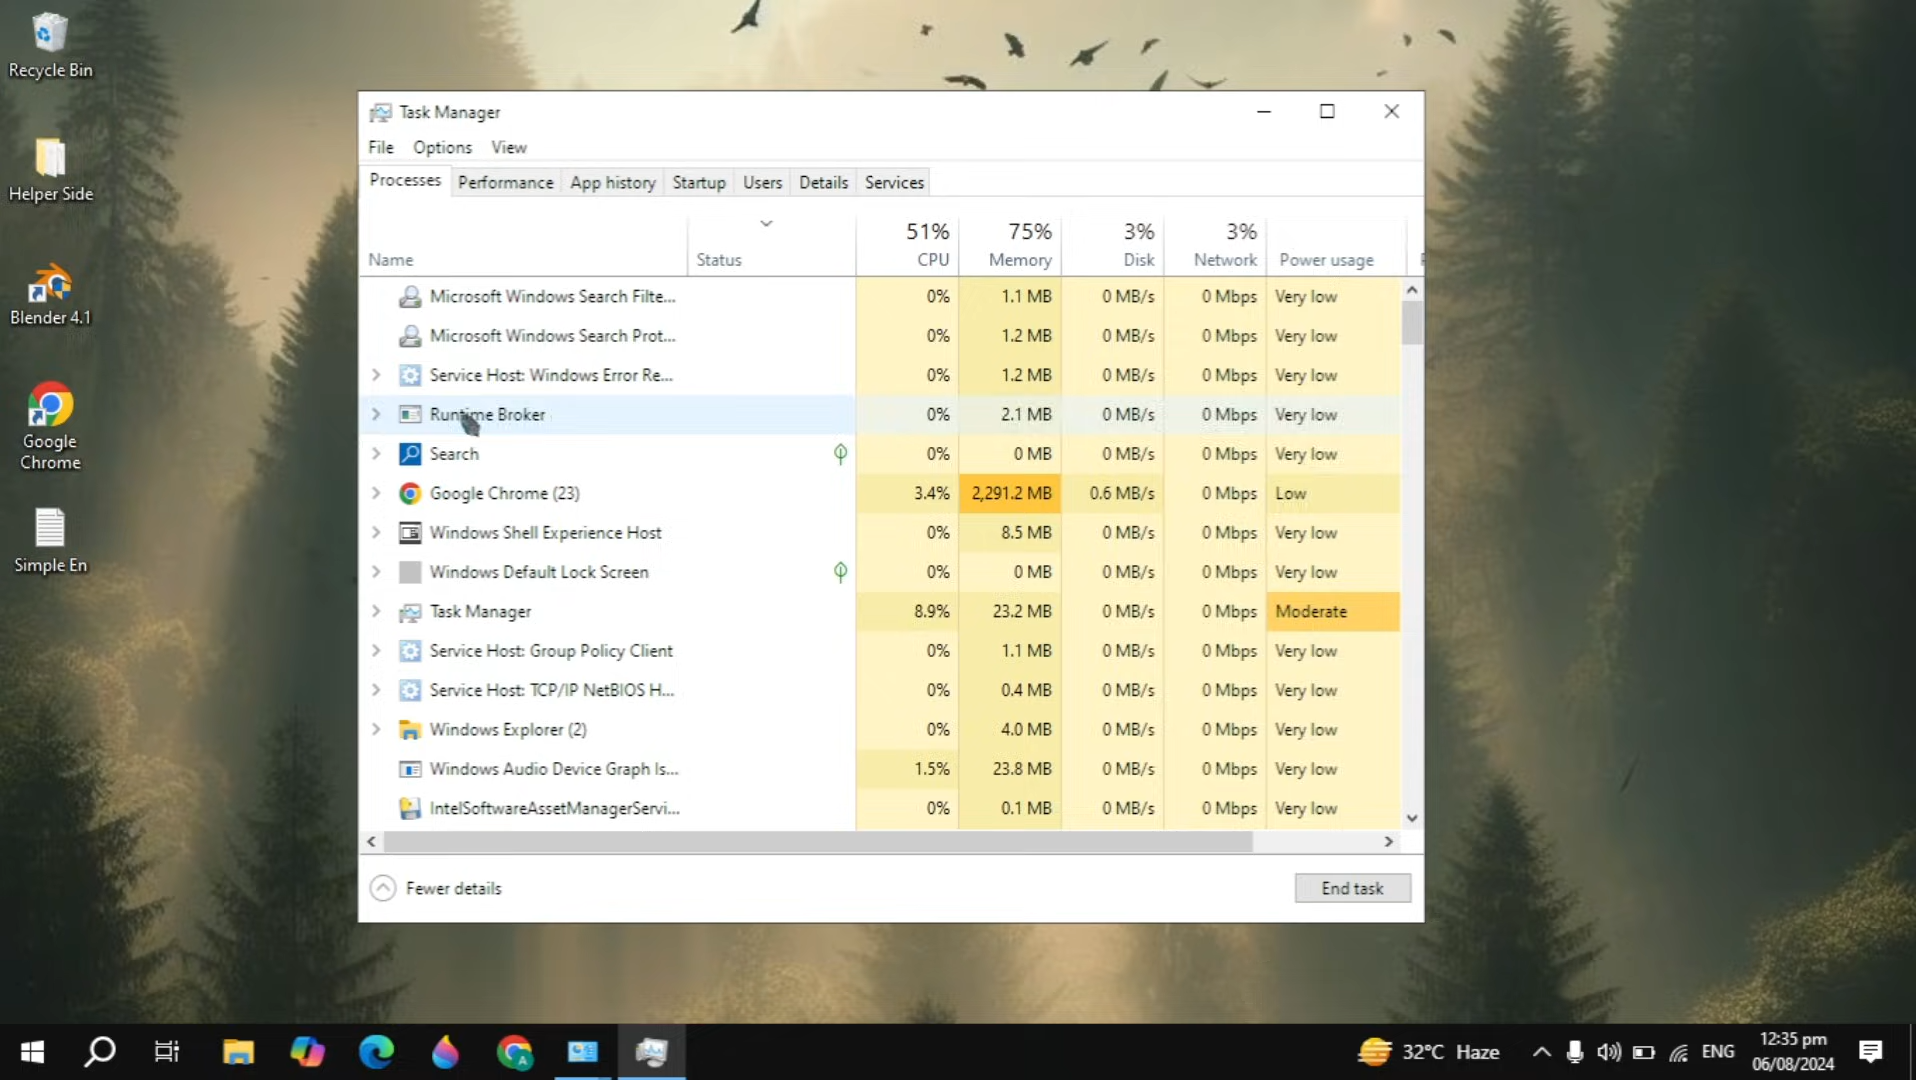 Recycle Bin
Helper Side
Blender 4.1
Google
Chrome
Simple En
Task Manager
File Options View
Processes Performance App history Startup Users Details Services
51% 75% 3% 3%
Name Status CPU Memory Disk Network Power usage
Microsoft Windows Search Filte... 0% 1.1 MB 0 MB/s 0 Mbps Very low
Microsoft Windows Search Prot... 0% 1.2 MB 0 MB/s 0 Mbps Very low
Service Host: Windows Error Re... 0% 1.2 MB 0 MB/s 0 Mbps Very low
Runtime Broker 0% 2.1 MB 0 MB/s 0 Mbps Very low
Search 0% 0 MB 0 MB/s 0 Mbps Very low
Google Chrome (23) 3.4% 2,291.2 MB 0.6 MB/s 0 Mbps Low
Windows Shell Experience Host 0% 8.5 MB 0 MB/s 0 Mbps Very low
Windows Default Lock Screen 0% 0 MB 0 MB/s 0 Mbps Very low
Task Manager 8.9% 23.2 MB 0 MB/s 0 Mbps Moderate
Service Host: Group Policy Client 0% 1.1 MB 0 MB/s 0 Mbps Very low
Service Host: TCP/IP NetBIOS H... 0% 0.4 MB 0 MB/s 0 Mbps Very low
Windows Explorer (2) 0% 4.0 MB 0 MB/s 0 Mbps Very low
Windows Audio Device Graph Is... 1.5% 23.8 MB 0 MB/s 0 Mbps Very low
IntelSoftwareAssetManagerServi... 0% 0.1 MB 0 MB/s 0 Mbps Very low
Fewer details End task
32°C Haze ENG
12:35 pm
06/08/2024